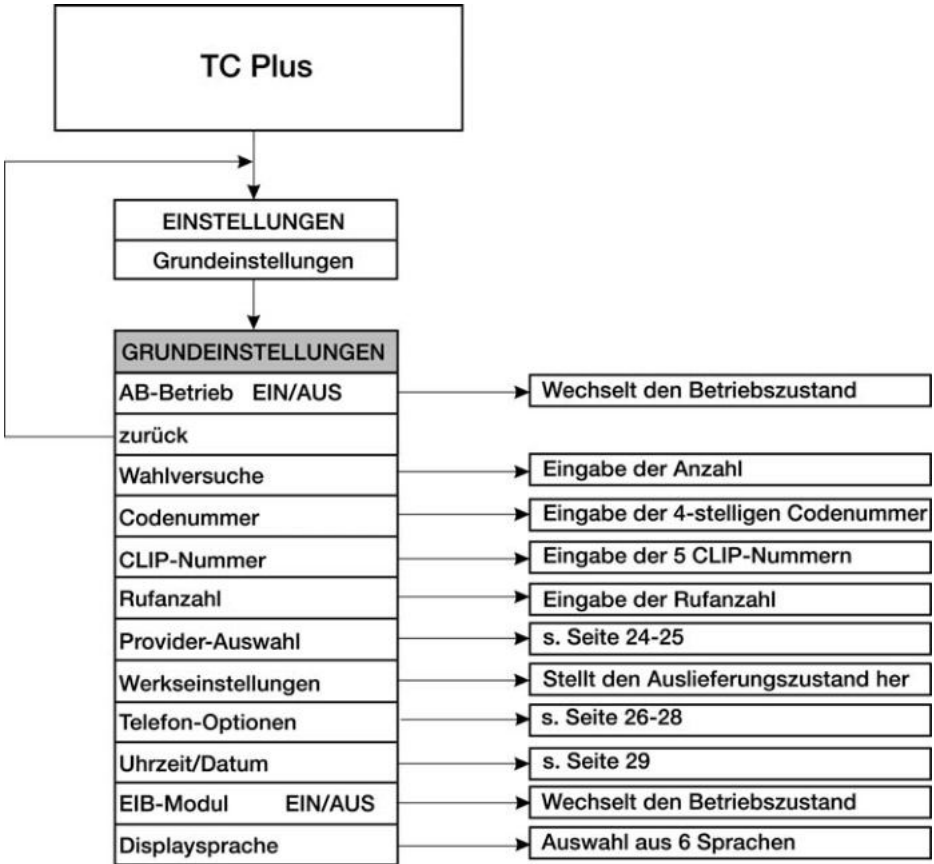 TC Plus
EINSTELLUNGEN
Grundeinstellungen
GRUNDEINSTELLUNGEN
AB-Betrieb EIN/AUS
Wechselt den Betriebszustand
zurück
Wahlversuche
Eingabe der Anzahl
Codenummer
Eingabe der 4-stelligen Codenummer
CLIP-Nummer
Eingabe der 5 CLIP-Nummern
Rufanzahl
Eingabe der Rufanzahl
Provider-Auswahl
s. Seite 24-25
Werkseinstellungen
Stellt den Auslieferungszustand her
Telefon-Optionen
s. Seite 26-28
Uhrzeit/Datum
s. Seite 29
EIB-Modul EIN/AUS
Wechselt den Betriebszustand
Displaysprache
Auswahl aus 6 Sprachen